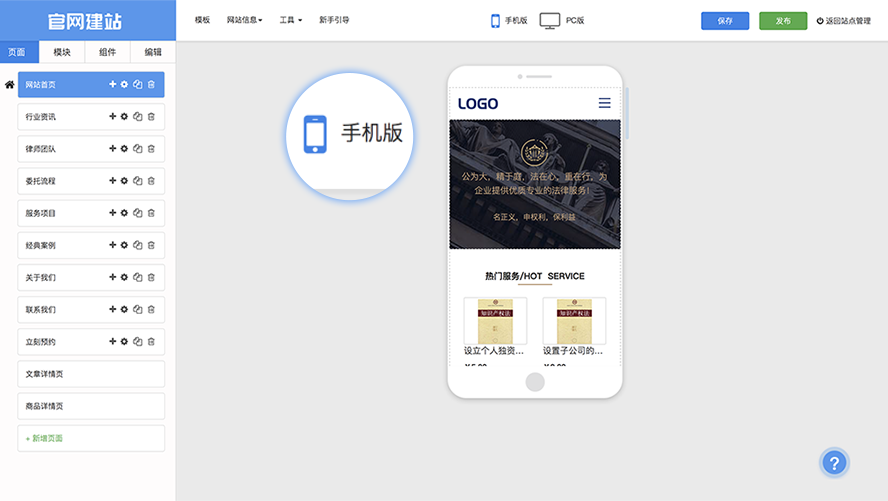 官网建站
模板 网站信息 工具 新手引导
手机版 PC版
保存 发布 返回站点管理
页面 模块 组件 编辑
网站首页
行业资讯
律师团队
委托流程
服务项目
经典案例
关于我们
联系我们
立刻预约
文章详情页
商品详情页
+ 新增页面
手机版
LOGO
公为大，精于庭，法在心，重在行，为
企业提供优质专业的法律服务！
名正义，申权利，保利益
热门服务/HOT SERVICE
知识产权法 知识产权法
设立个人独资... 设置子公司的...
?